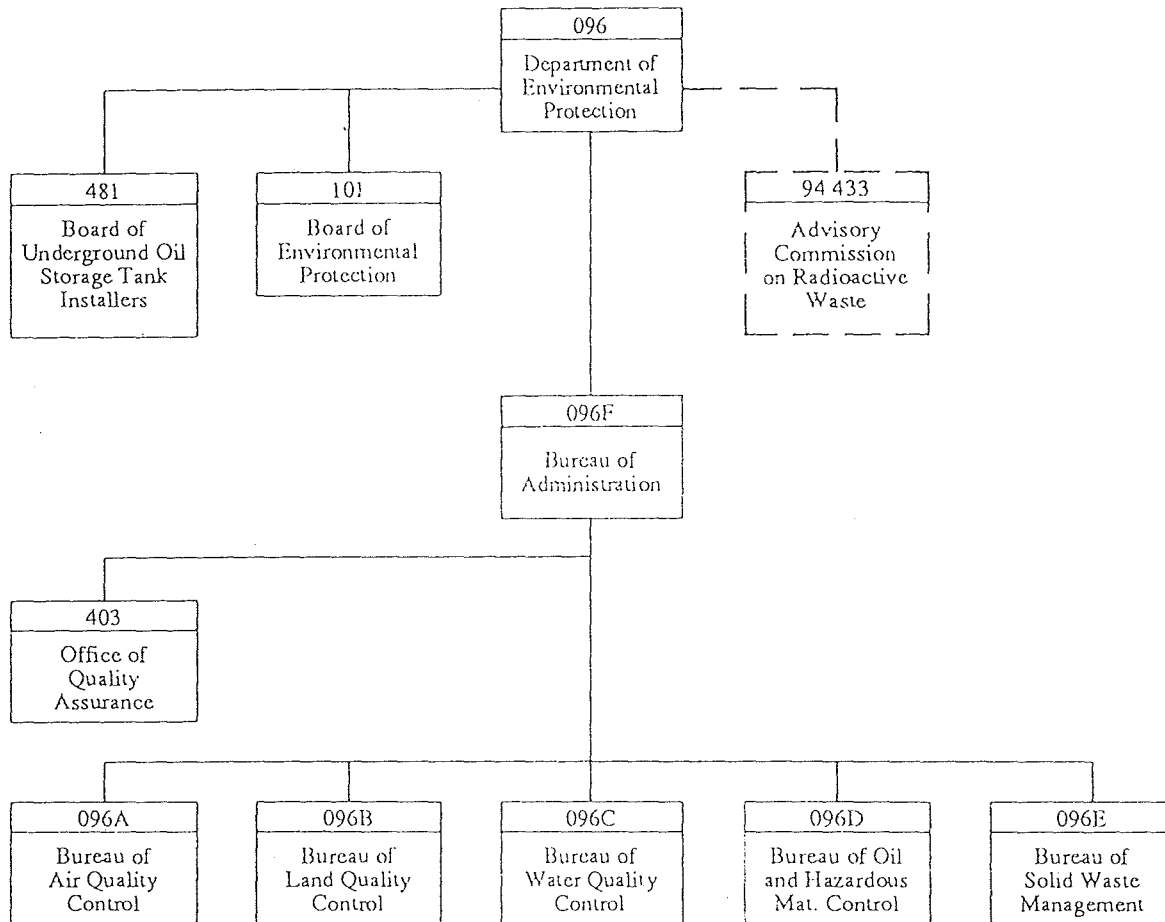 096
Department of
Environmental
Protection
481
Board of
Underground Oil
Storage Tank
Installers
101
Board of
Environmental
Protection
94 433
Advisory
Commission
on Radioactive
Waste
096F
Bureau of
Administration
403
Office of
Quality
Assurance
096A
Bureau of
Air Quality
Control
096B
Bureau of
Land Quality
Control
096C
Bureau of
Water Quality
Control
096D
Bureau of Oil
and Hazardous
Mat. Control
096E
Bureau of
Solid Waste
Management